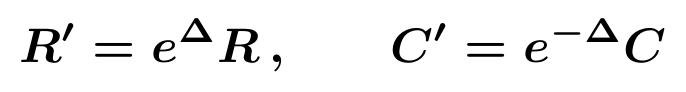 R′ = e^Δ R ,    C′ = e^−Δ C